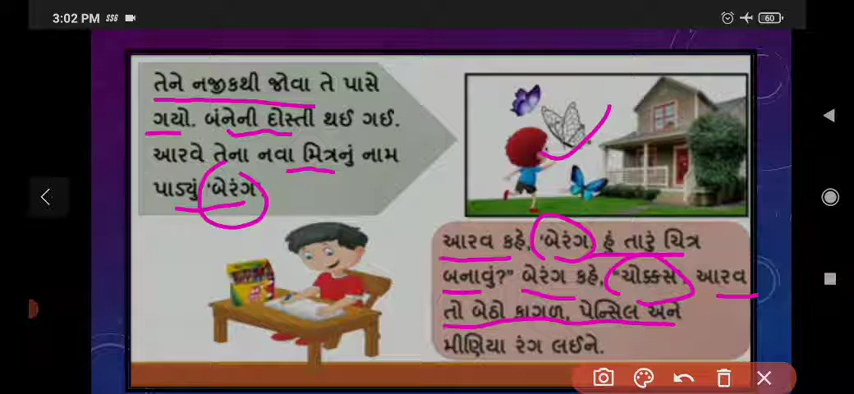 3:02 PM
60
તેને નજીકથી જોવા તે પાસે
ગયો. બંનેની દોસ્તી થઈ ગઈ.
આરવે તેના નવા મિત્રનું નામ
પાડ્યું ‘બેરંગ’.
આરવ કહે, ‘બેરંગ, હું તારું ચિત્ર
બનાવું?” બેરંગ કહે, “ચોક્કસ”. આરવ
તો બેઠો કાગળ, પેન્સિલ અને
મીણિયા રંગ લઈને.